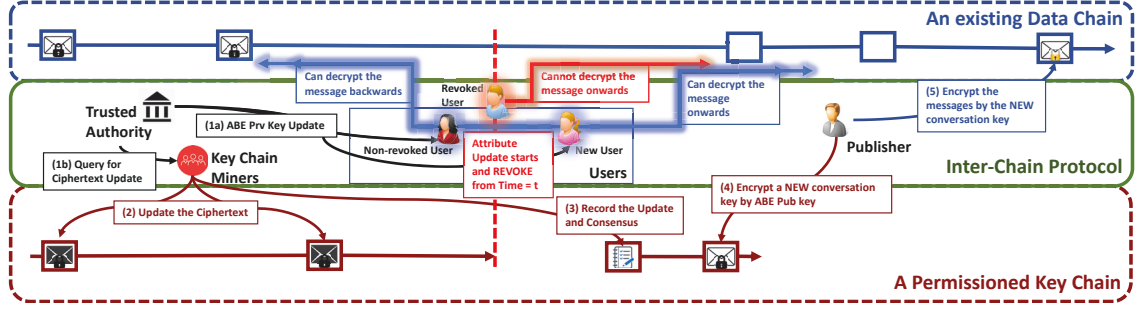 An existing Data Chain
Can decrypt the
message backwards
Revoked
User
Cannot decrypt the
message onwards
Can decrypt the
message
onwards
(5) Encrypt the
messages by the NEW
conversation key
Trusted
Authority
(1a) ABE Prv Key Update
Non-revoked User
New User
Users
Publisher
Attribute
Update starts
and REVOKE
from Time = t
(1b) Query for
Ciphertext Update
Key Chain
Miners
Inter-Chain Protocol
(2) Update the Ciphertext
(3) Record the Update
and Consensus
(4) Encrypt a NEW conversation
key by ABE Pub key
A Permissioned Key Chain